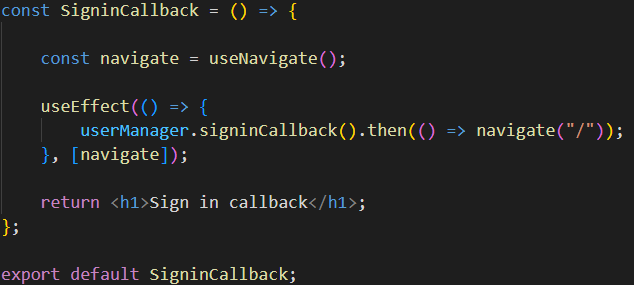 const SigninCallback = () => {
const navigate = useNavigate();
useEffect(() => {
userManager.signinCallback().then(() => navigate("/"));
}, [navigate]);
return <h1>Sign in callback</h1>;
};
export default SigninCallback;